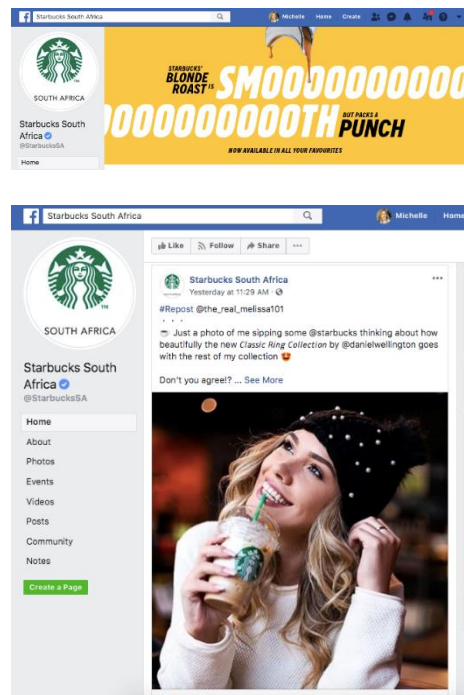 Starbucks South Africa
Michelle Home Create
SOUTH AFRICA
Starbucks South
Africa
@StarbucksSA
Home
STARBUCKS'
BLONDE
ROAST IS
SMOOOOOOOOOO
OOOOOOOOOOOTH
BUT PACKS A
PUNCH
NOW AVAILABLE IN ALL YOUR FAVOURITES
Starbucks South Africa
Michelle Home
SOUTH AFRICA
Starbucks South
Africa
@StarbucksSA
Home
About
Photos
Events
Videos
Posts
Community
Notes
Create a Page
Like Follow Share ...
Starbucks South Africa
Yesterday at 11:29 AM ·
#Repost @the_real_melissa101
・・・
Just a photo of me sipping some @starbucks thinking about how
beautifully the new Classic Ring Collection by @danielwellington goes
with the rest of my collection
Don't you agree!? ... See More